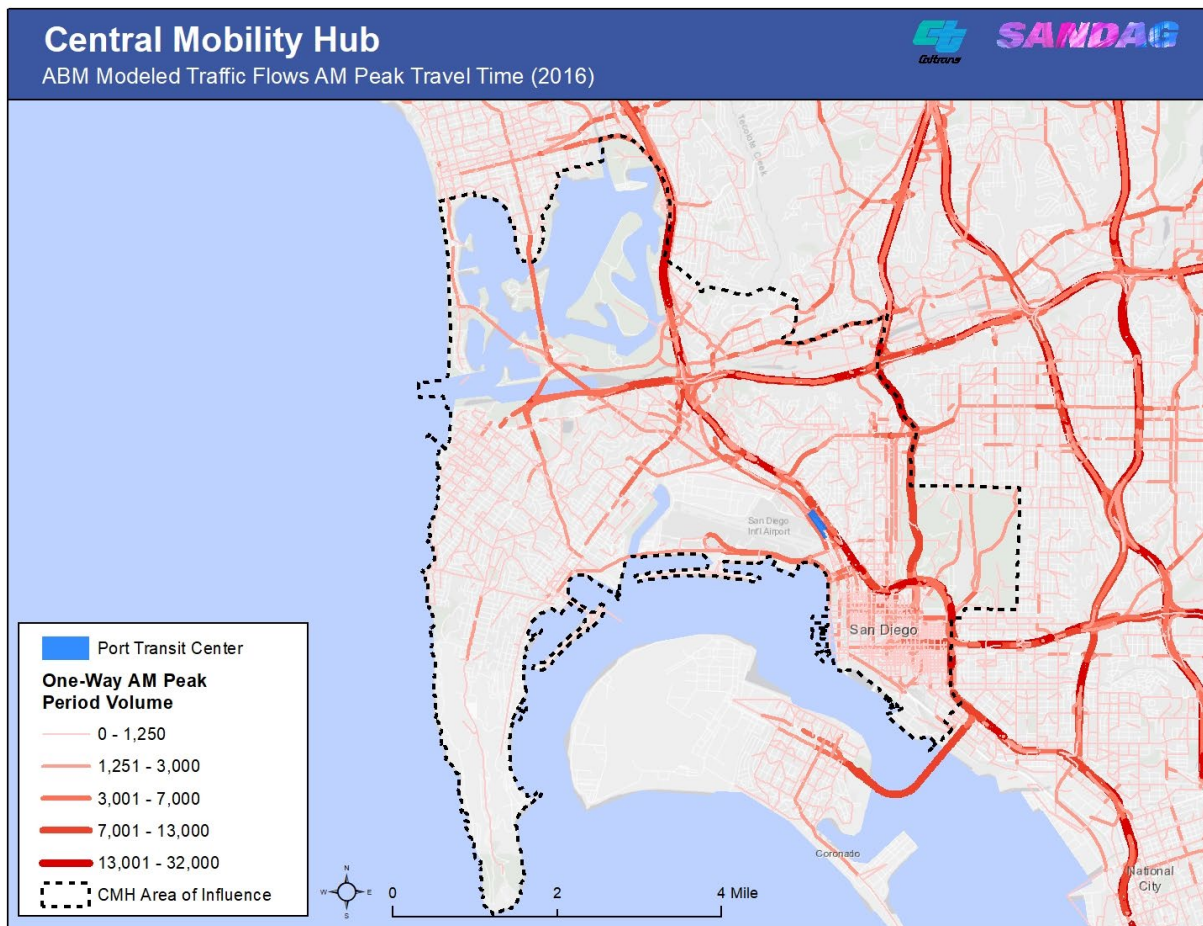 Central Mobility Hub
ABM Modeled Traffic Flows AM Peak Travel Time (2016)
Caltrans
SANDAG
Tecolote Creek
San Diego
Int'l Airport
San Diego
Coronado
National
City
Port Transit Center
One-Way AM Peak
Period Volume
0 - 1,250
1,251 - 3,000
3,001 - 7,000
7,001 - 13,000
13,001 - 32,000
CMH Area of Influence
N
W E
S
0 2 4 Mile